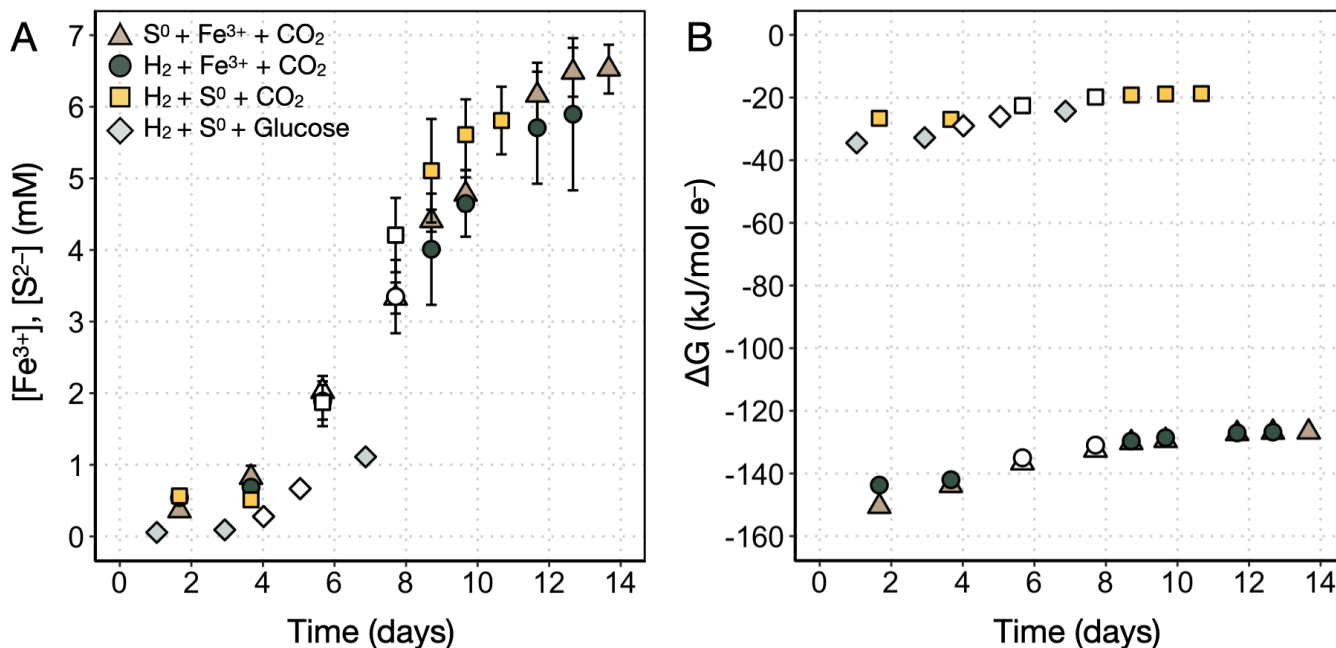 A
S⁰ + Fe³⁺ + CO₂
H₂ + Fe³⁺ + CO₂
H₂ + S⁰ + CO₂
H₂ + S⁰ + Glucose
7
6
5
4
3
2
1
0
[Fe³⁺], [S²⁻] (mM)
0 2 4 6 8 10 12 14
Time (days)
B
0
-20
-40
-60
-80
-100
-120
-140
-160
ΔG (kJ/mol e⁻)
0 2 4 6 8 10 12 14
Time (days)